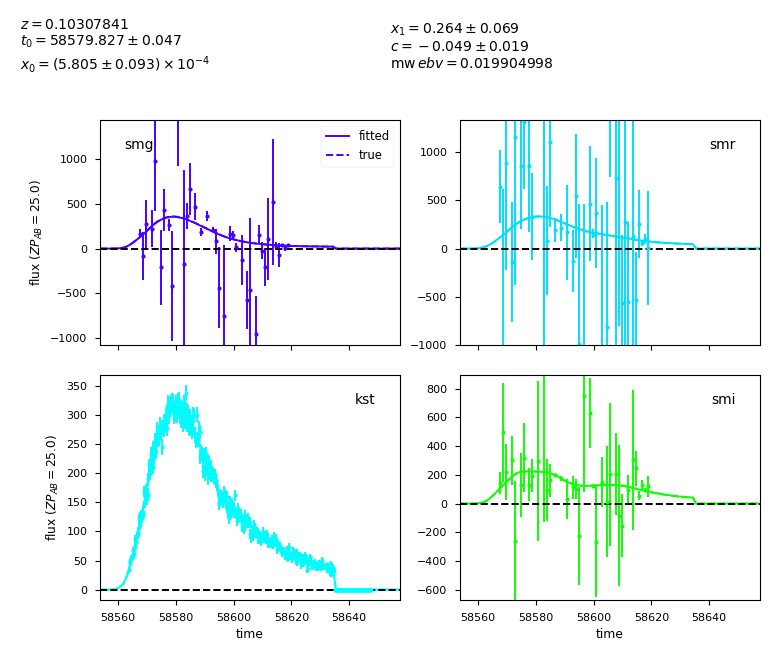 z = 0.10307841
t₀ = 58579.827 ± 0.047
x₀ = (5.805 ± 0.093) × 10⁻⁴
x₁ = 0.264 ± 0.069
c = −0.049 ± 0.019
mw ebv = 0.019904998
smg
fitted
true
1000
500
0
−500
−1000
flux (ZP_AB = 25.0)
smr
1000
500
0
−500
−1000
kst
350
300
250
200
150
100
50
0
flux (ZP_AB = 25.0)
58560 58580 58600 58620 58640
time
smi
800
600
400
200
0
−200
−400
−600
58560 58580 58600 58620 58640
time